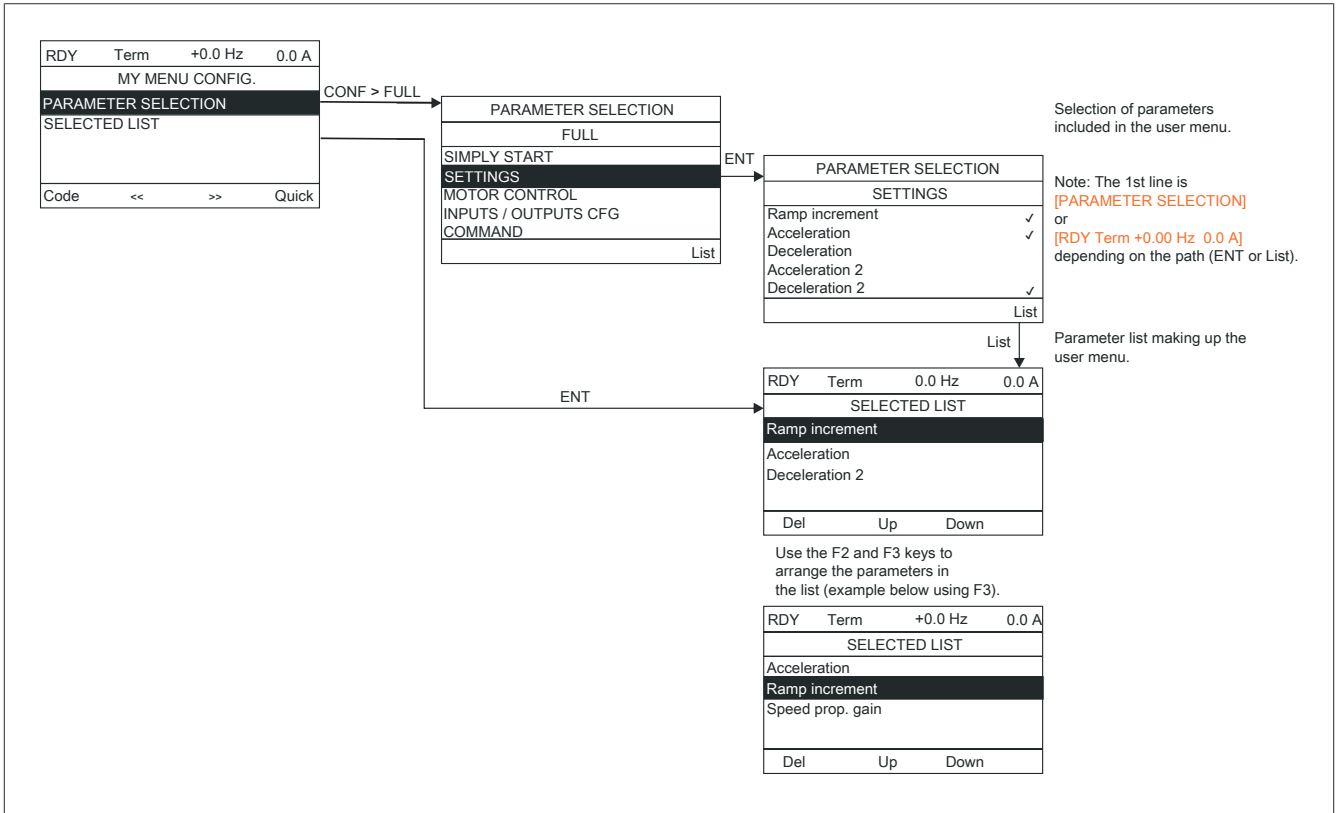 RDY Term +0.0 Hz 0.0 A
MY MENU CONFIG.
PARAMETER SELECTION
SELECTED LIST
Code << >> Quick
CONF > FULL
PARAMETER SELECTION
FULL
SIMPLY START
SETTINGS
MOTOR CONTROL
INPUTS / OUTPUTS CFG
COMMAND
List
ENT
PARAMETER SELECTION
SETTINGS
Ramp increment ✓
Acceleration ✓
Deceleration
Acceleration 2
Deceleration 2 ✓
List
Selection of parameters
included in the user menu.
Note: The 1st line is
[PARAMETER SELECTION]
or
[RDY Term +0.00 Hz 0.0 A]
depending on the path (ENT or List).
List
Parameter list making up the
user menu.
ENT
RDY Term 0.0 Hz 0.0 A
SELECTED LIST
Ramp increment
Acceleration
Deceleration 2
Del Up Down
Use the F2 and F3 keys to
arrange the parameters in
the list (example below using F3).
RDY Term +0.0 Hz 0.0 A
SELECTED LIST
Acceleration
Ramp increment
Speed prop. gain
Del Up Down